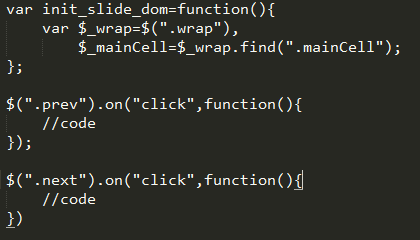 var init_slide_dom=function(){
var $_wrap=$(".wrap"),
$_mainCell=$_wrap.find(".mainCell");
};
$(".prev").on("click",function(){
//code
});
$(".next").on("click",function(){
//code
})